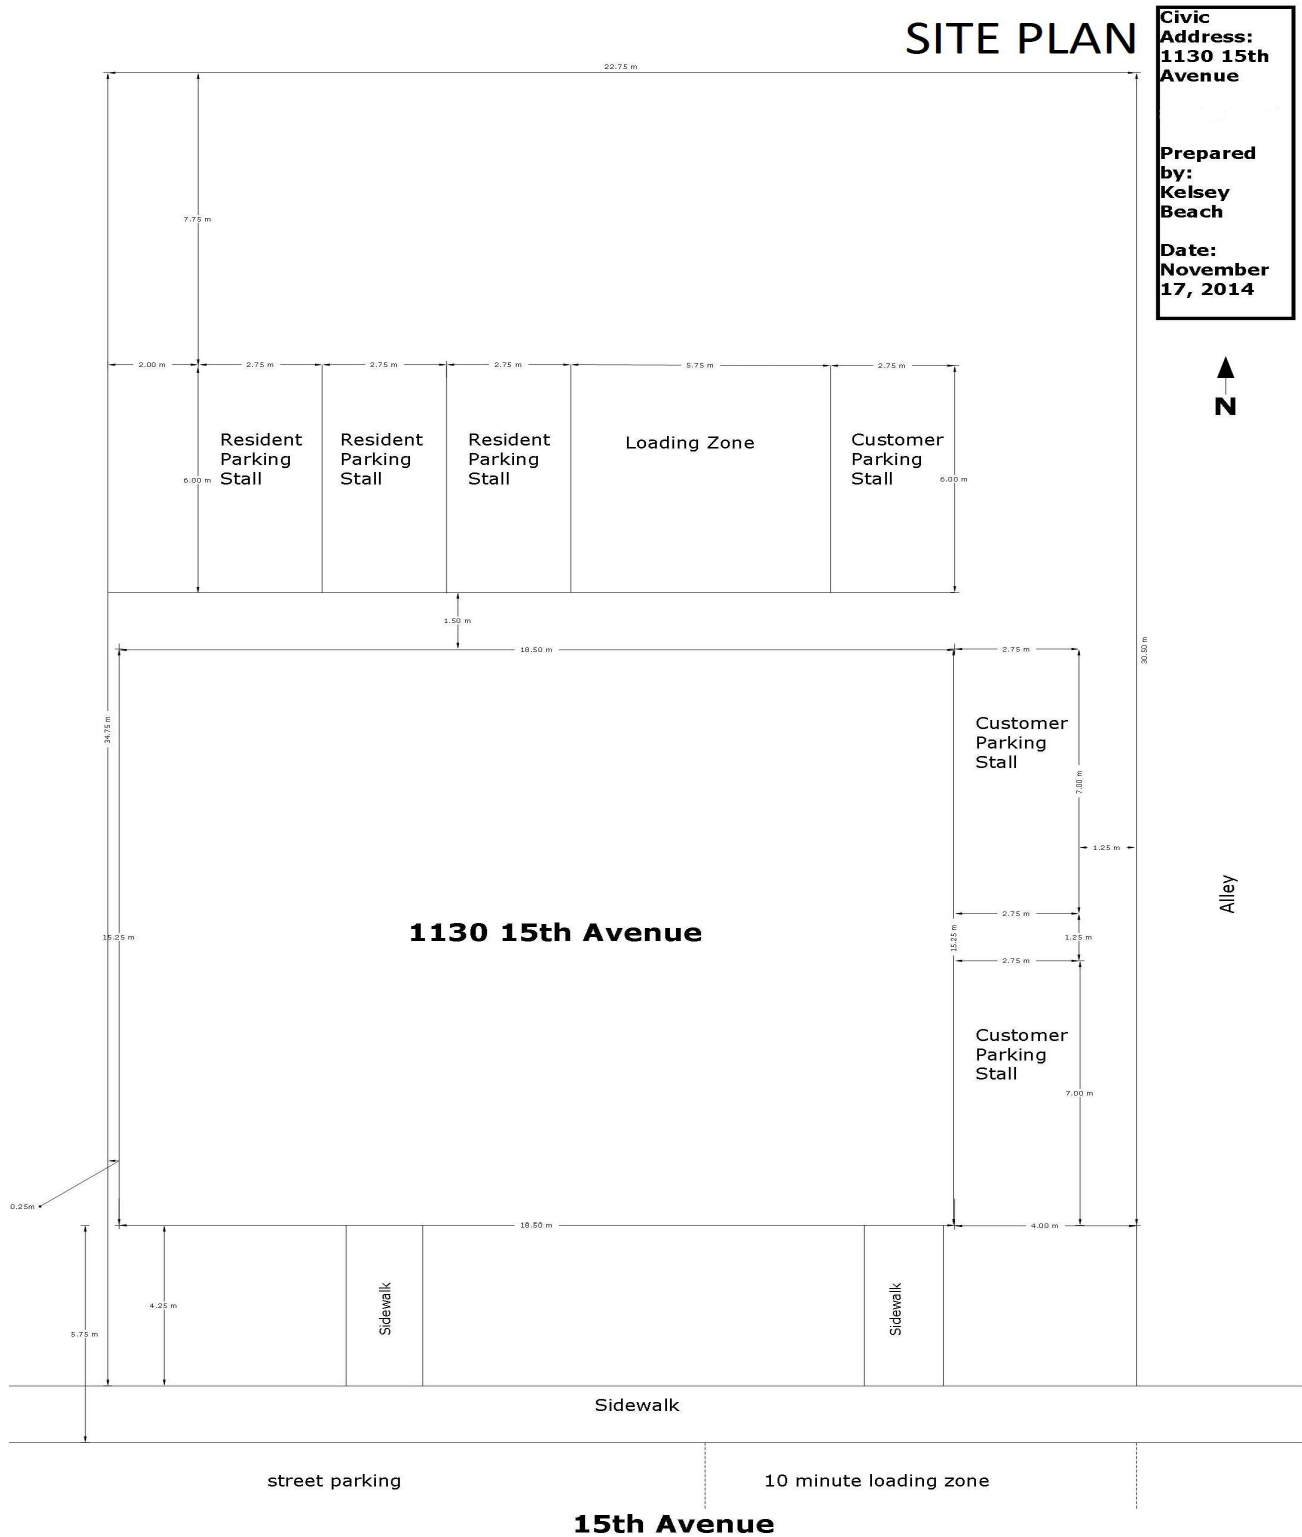 SITE PLAN
Civic
Address:
1130 15th
Avenue
Prepared
by:
Kelsey
Beach
Date:
November
17, 2014
N
22.75 m
7.75 m
2.00 m
2.75 m
2.75 m
2.75 m
5.75 m
2.75 m
Resident
Parking
Stall
Resident
Parking
Stall
Resident
Parking
Stall
Loading Zone
Customer
Parking
Stall
6.00 m
6.00 m
1.50 m
18.50 m
2.75 m
30.50 m
34.75 m
Customer
Parking
Stall
7.00 m
1.25 m
Alley
2.75 m
1130 15th Avenue
15.25 m
15.25 m
1.25 m
2.75 m
Customer
Parking
Stall
7.00 m
0.25m
18.50 m
4.00 m
4.25 m
5.75 m
Sidewalk
Sidewalk
Sidewalk
street parking
10 minute loading zone
15th Avenue